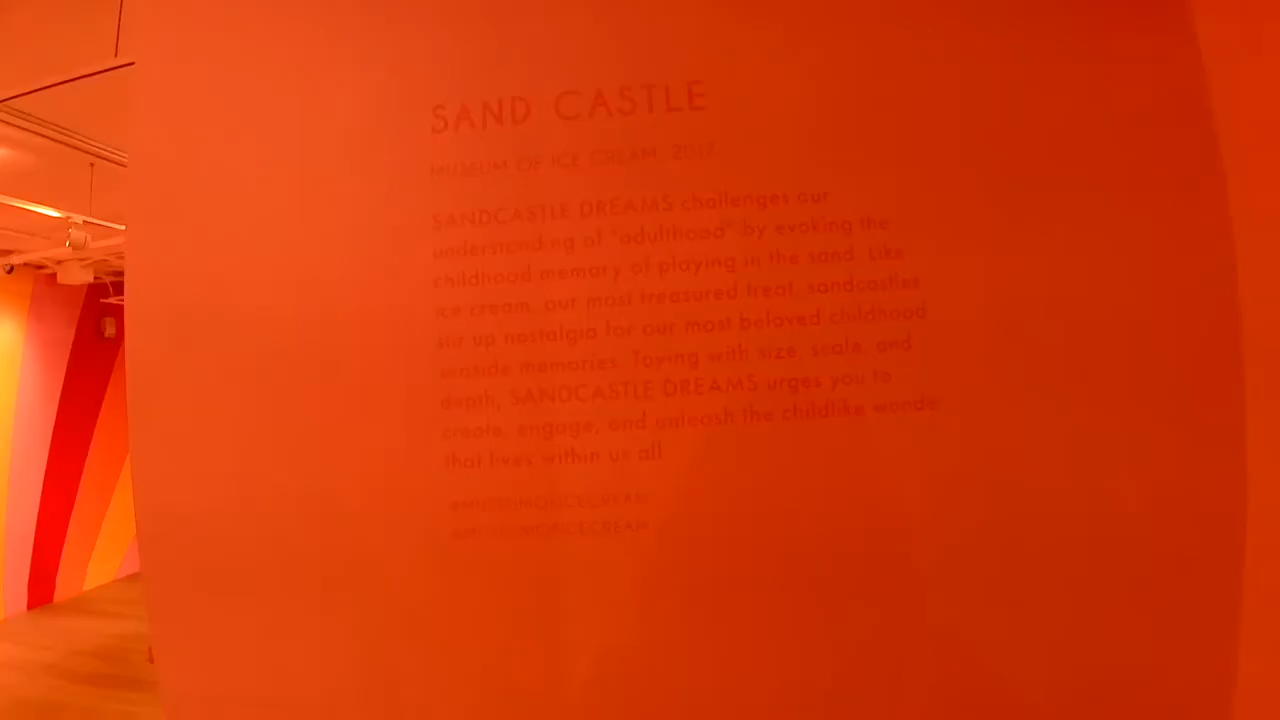 SAND CASTLE
MUSEUM OF ICE CREAM, 2017
SANDCASTLE DREAMS challenges our
understanding of "adulthood" by evoking the
childhood memory of playing in the sand. Like
ice cream, our most treasured treat, sandcastles
stir up nostalgia for our most beloved childhood
seaside memories. Toying with size, scale, and
depth, SANDCASTLE DREAMS urges you to
create, engage, and unleash the childlike wonder
that lives within us all
#MUSEUMOFICECREAM
@MUSEUMOFICECREAM